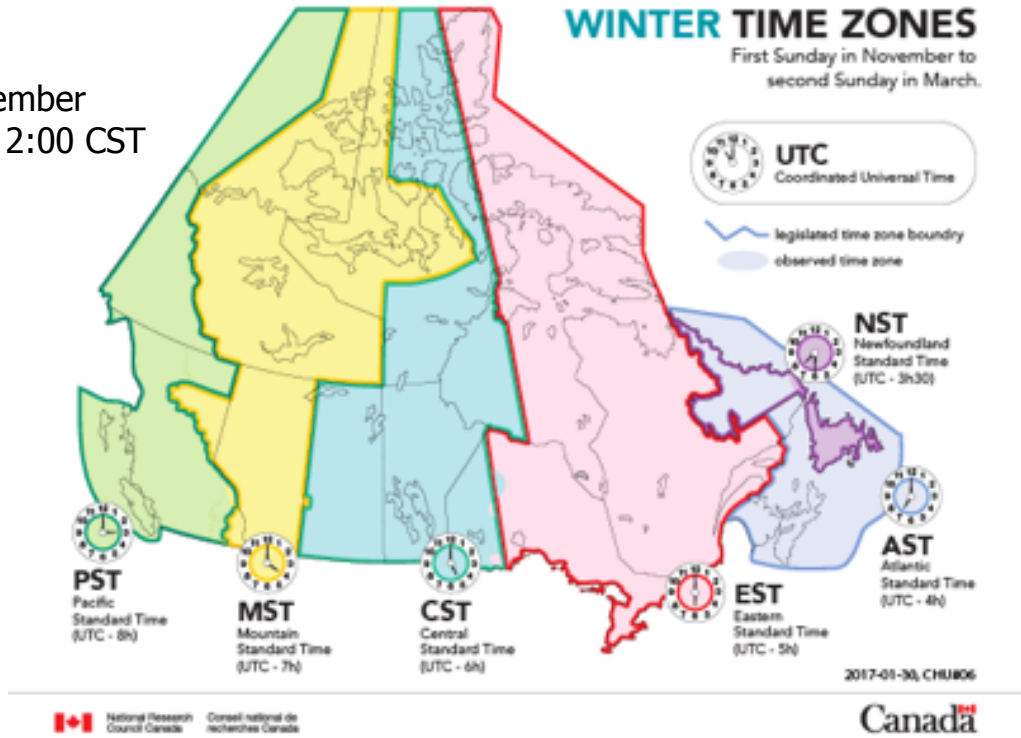 WINTER TIME ZONES
First Sunday in November to
second Sunday in March.
ember
2:00 CST
UTC
Coordinated Universal Time
legislated time zone boundry
observed time zone
NST
Newfoundland
Standard Time
(UTC - 3h30)
AST
Atlantic
Standard Time
(UTC - 4h)
PST
Pacific
Standard Time
(UTC - 8h)
MST
Mountain
Standard Time
(UTC - 7h)
CST
Central
Standard Time
(UTC - 6h)
EST
Eastern
Standard Time
(UTC - 5h)
2017-01-30, CHU#06
National Research Council Canada
Conseil national de recherches Canada
Canada